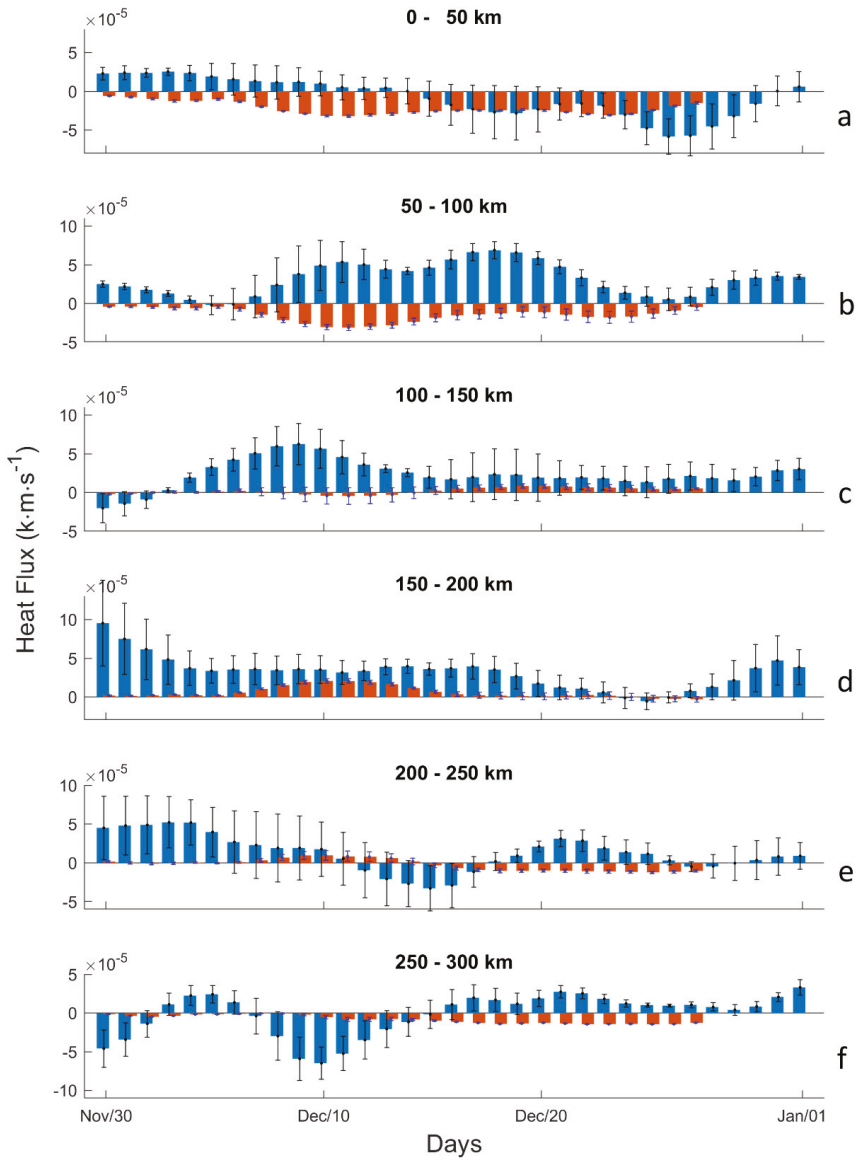 0 - 50 km
×10⁻⁵
5
0
-5
a
50 - 100 km
×10⁻⁵
10
5
0
-5
b
100 - 150 km
×10⁻⁵
10
5
0
-5
c
150 - 200 km
×10⁻⁵
10
5
0
d
200 - 250 km
×10⁻⁵
10
5
0
-5
e
250 - 300 km
×10⁻⁵
5
0
-5
-10
f
Heat Flux (k·m·s⁻¹)
Nov/30 Dec/10 Dec/20 Jan/01
Days